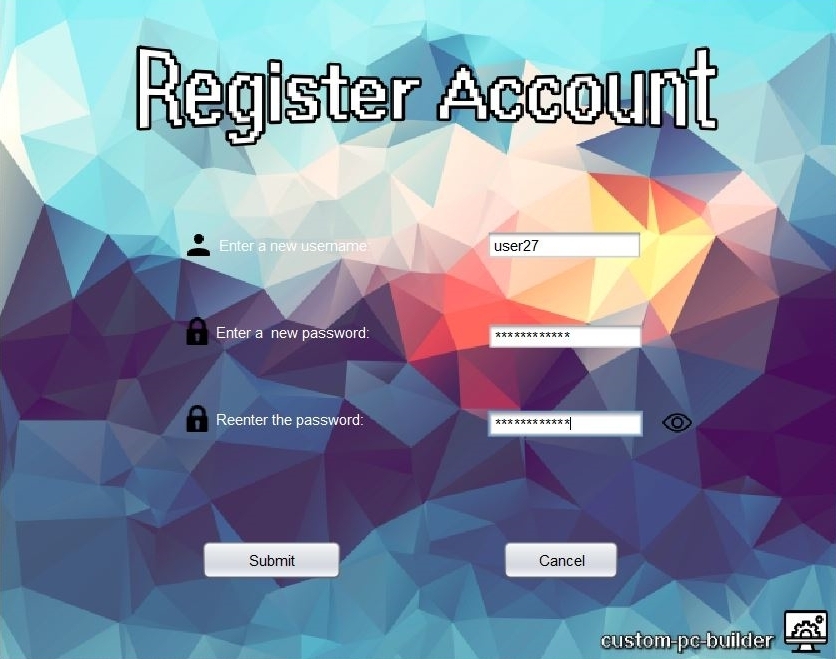 Register Account
Enter a new username:
user27
Enter a  new password:
************
Reenter the password:
************
Submit
Cancel
custom-pc-builder